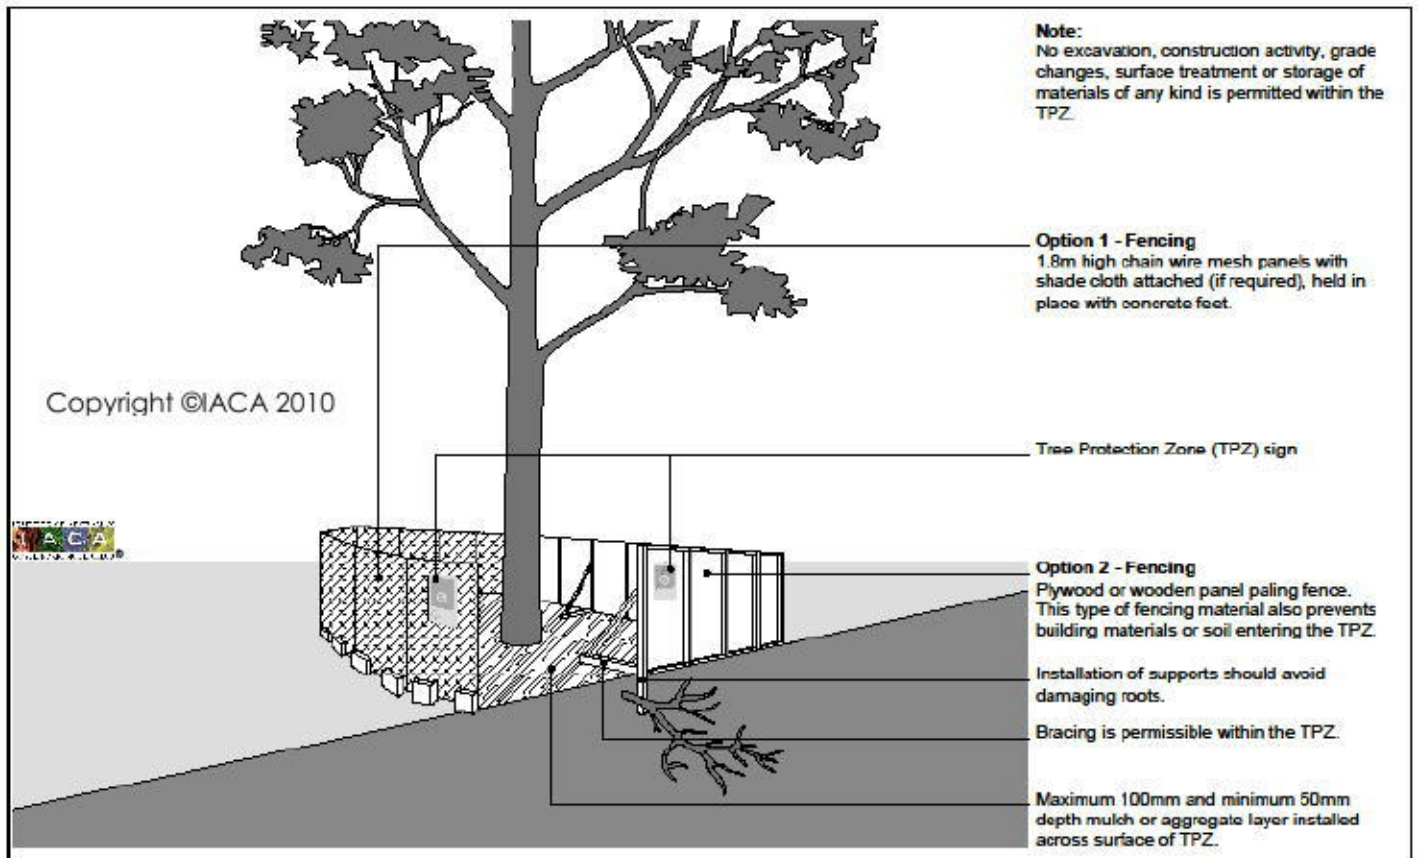 Note:
No excavation, construction activity, grade
changes, surface treatment or storage of
materials of any kind is permitted within the
TPZ.
Option 1 - Fencing
1.8m high chain wire mesh panels with
shade cloth attached (if required), held in
place with concrete feet.
Copyright ©IACA 2010
Tree Protection Zone (TPZ) sign
IACA
Option 2 - Fencing
Plywood or wooden panel paling fence.
This type of fencing material also prevents
building materials or soil entering the TPZ.
Installation of supports should avoid
damaging roots.
Bracing is permissible within the TPZ.
Maximum 100mm and minimum 50mm
depth mulch or aggregate layer installed
across surface of TPZ.